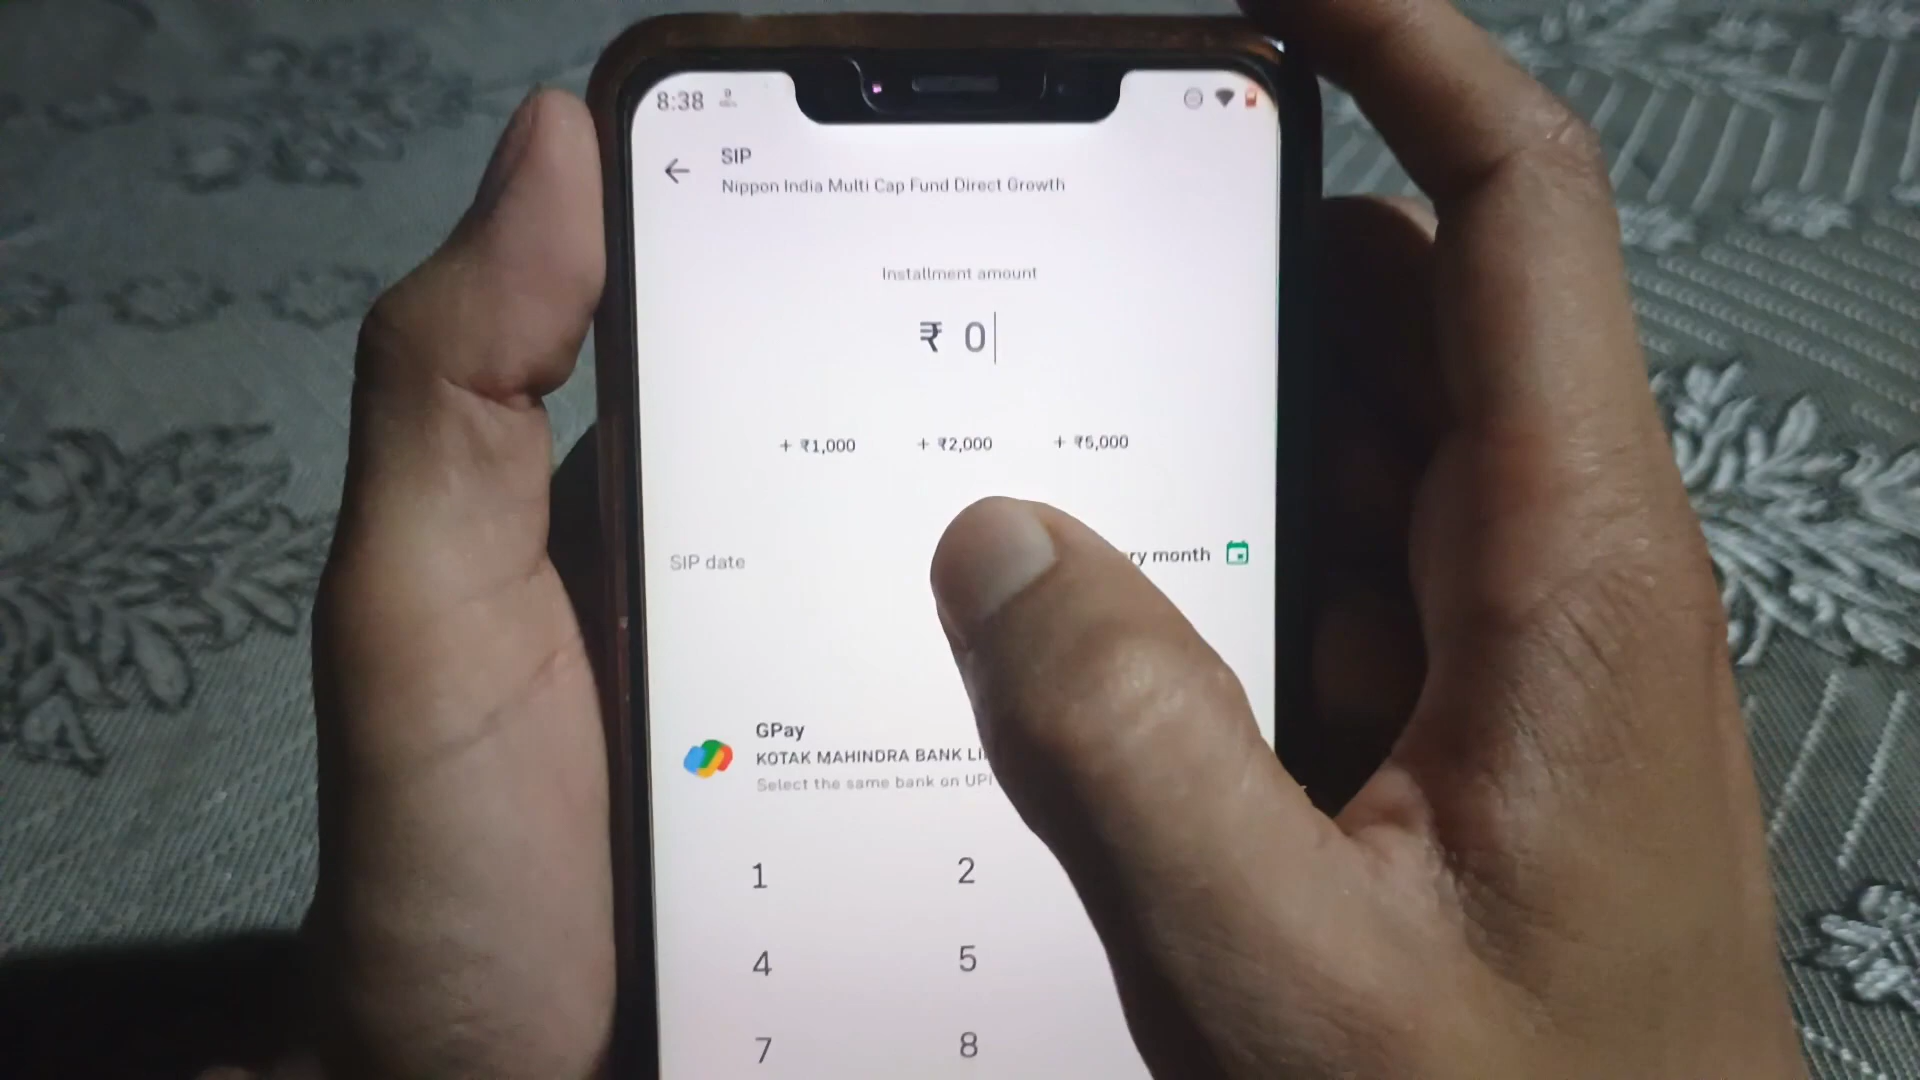 8:38
SIP
Nippon India Multi Cap Fund Direct Growth
Installment amount
₹ 0
+ ₹1,000 + ₹2,000 + ₹5,000
SIP date ry month
GPay
KOTAK MAHINDRA BANK LI
Select the same bank on UPI
1 2
4 5
7 8